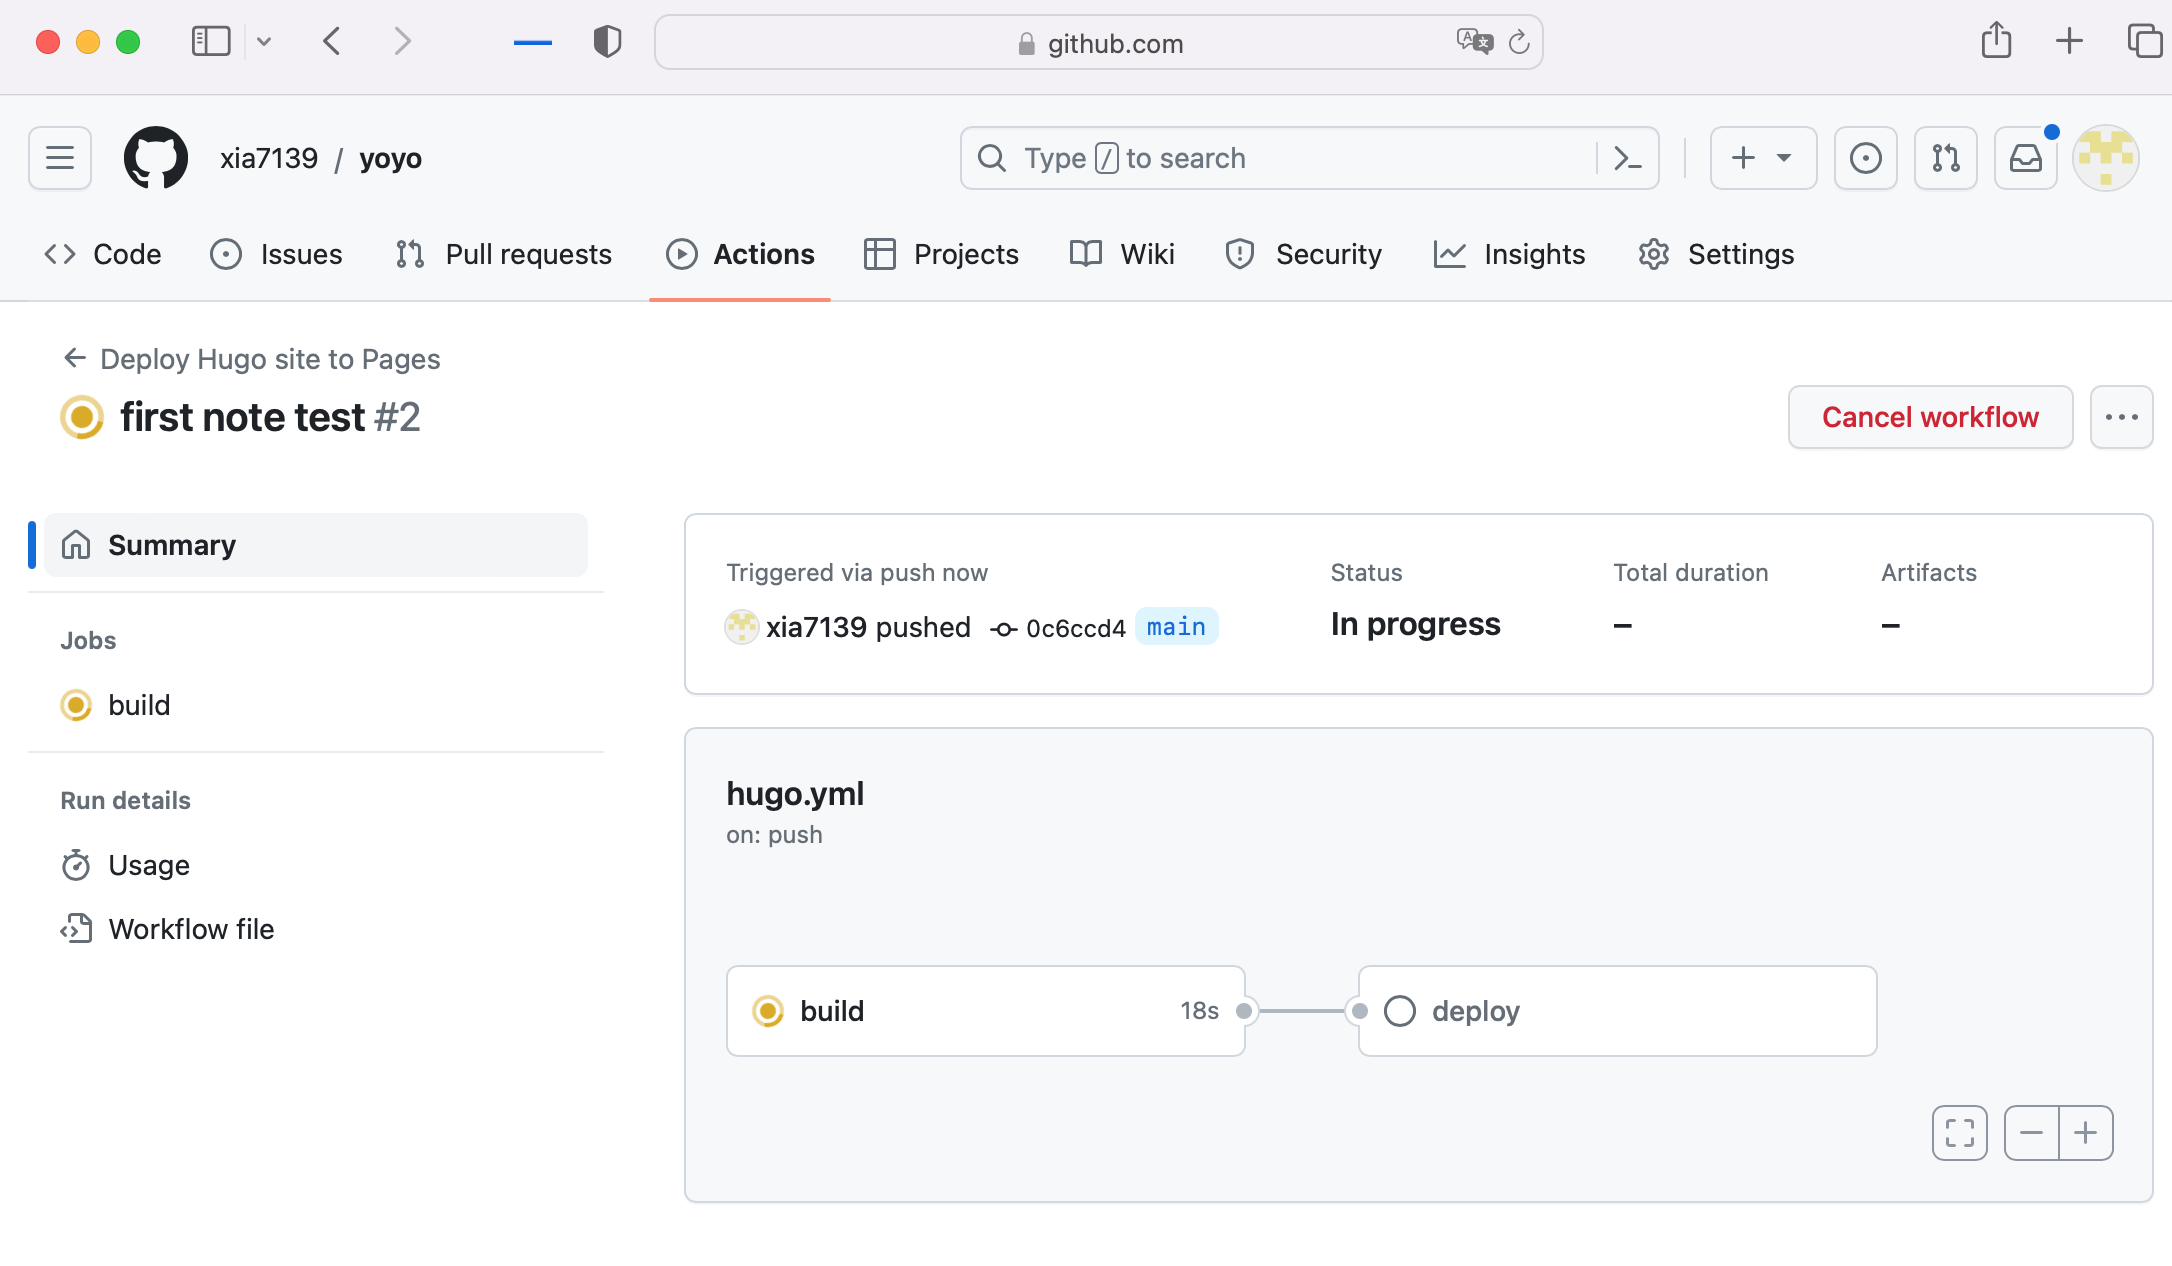 github.com
xia7139 / yoyo
Type / to search
Code Issues Pull requests Actions Projects Wiki Security Insights Settings
Deploy Hugo site to Pages
first note test #2
Cancel workflow
Summary
Jobs
build
Run details
Usage
Workflow file
Triggered via push now
xia7139 pushed 0c6ccd4 main
Status
In progress
Total duration
–
Artifacts
–
hugo.yml
on: push
build 18s
deploy